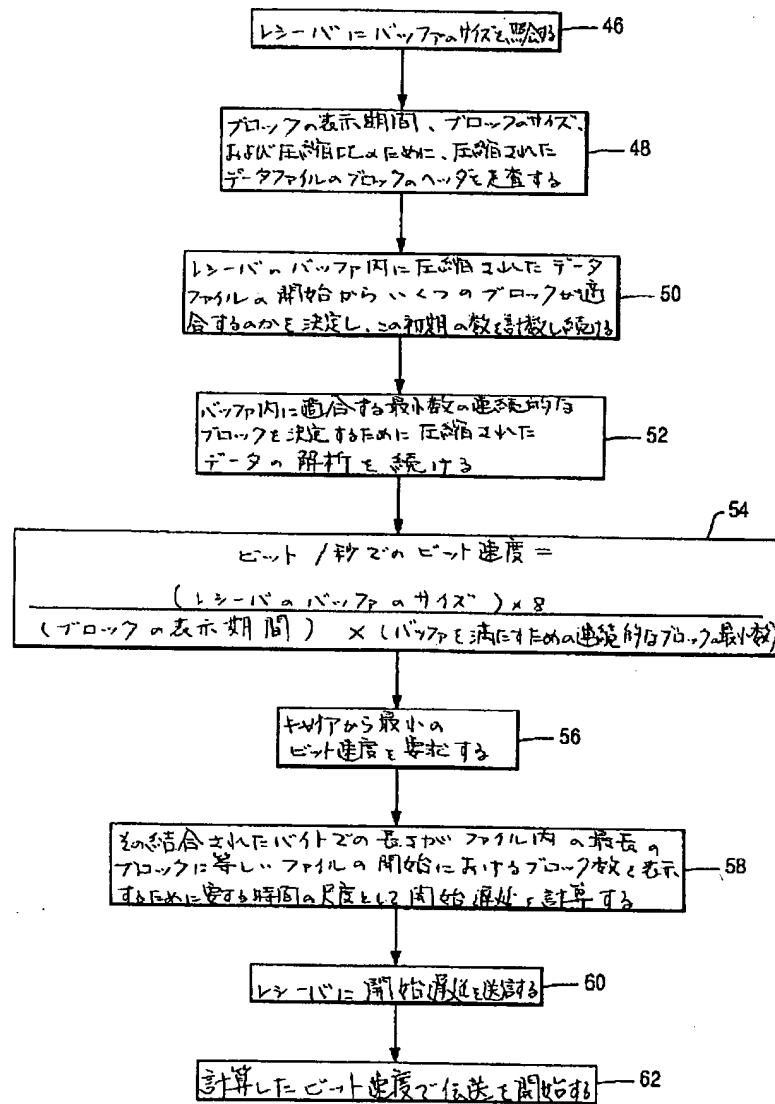 レシーバにバッファのサイズを照会する
46
ブロックの表示期間、ブロックのサイズ、
および圧縮比のために、圧縮された
データファイルのブロックのヘッダを走査する
48
レシーバのバッファ内に圧縮されたデータ
ファイルの開始からいくつのブロックが適
合するのかを決定し、この初期の数を計数し続ける
50
バッファ内に適合する最小数の連続的な
ブロックを決定するために圧縮された
データの解析を続ける
52
54
ビット/秒でのビット速度=
(レシーバのバッファのサイズ)×8
(ブロックの表示期間)×(バッファを満たすための連続的なブロックの最小数)
キャリアから最小の
ビット速度を要求する
56
その結合されたバイトでの長さがファイル内の最長の
ブロックに等しいファイルの開始におけるブロック数を表示
するために要する時間の尺度として開始遅延を計算する
58
レシーバに開始遅延を送信する
60
計算したビット速度で伝送を開始する
62